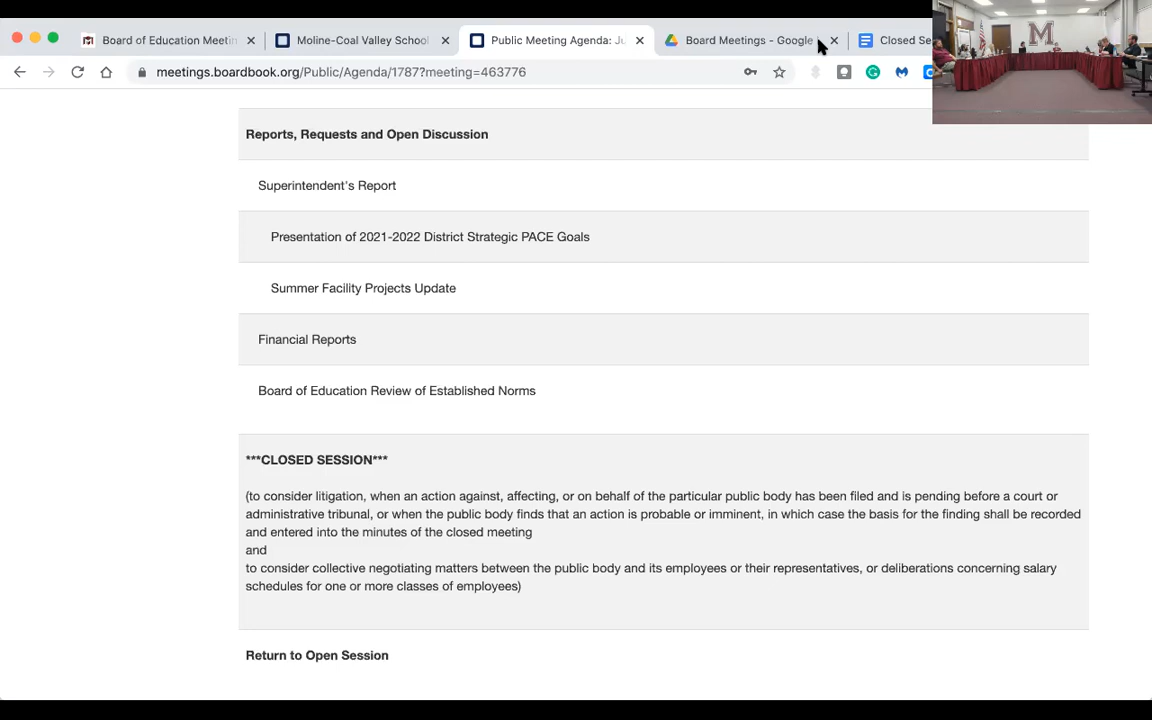 Board of Education Meetin
Moline-Coal Valley School
Public Meeting Agenda: Ju
Board Meetings - Google
Closed Se
meetings.boardbook.org/Public/Agenda/1787?meeting=463776
M
Reports, Requests and Open Discussion
Superintendent's Report
Presentation of 2021-2022 District Strategic PACE Goals
Summer Facility Projects Update
Financial Reports
Board of Education Review of Established Norms
***CLOSED SESSION***
(to consider litigation, when an action against, affecting, or on behalf of the particular public body has been filed and is pending before a court or
administrative tribunal, or when the public body finds that an action is probable or imminent, in which case the basis for the finding shall be recorded
and entered into the minutes of the closed meeting
and
to consider collective negotiating matters between the public body and its employees or their representatives, or deliberations concerning salary
schedules for one or more classes of employees)
Return to Open Session